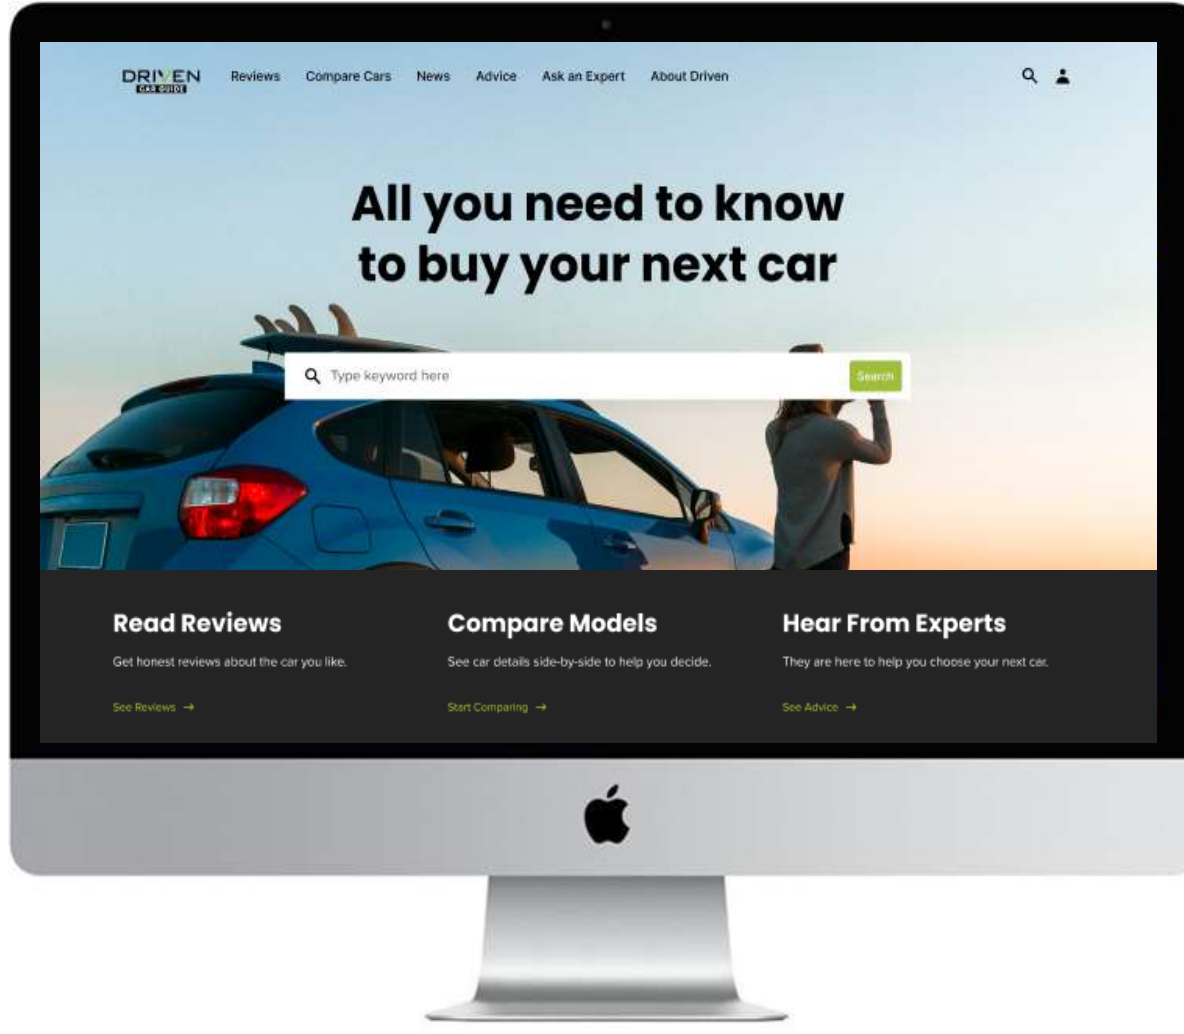 DRIVEN
CAR GUIDE
Reviews Compare Cars News Advice Ask an Expert About Driven
All you need to know
to buy your next car
Type keyword here Search
Read Reviews Compare Models Hear From Experts
Get honest reviews about the car you like. See car details side-by-side to help you decide. They are here to help you choose your next car.
See Reviews → Start Comparing → See Advice →